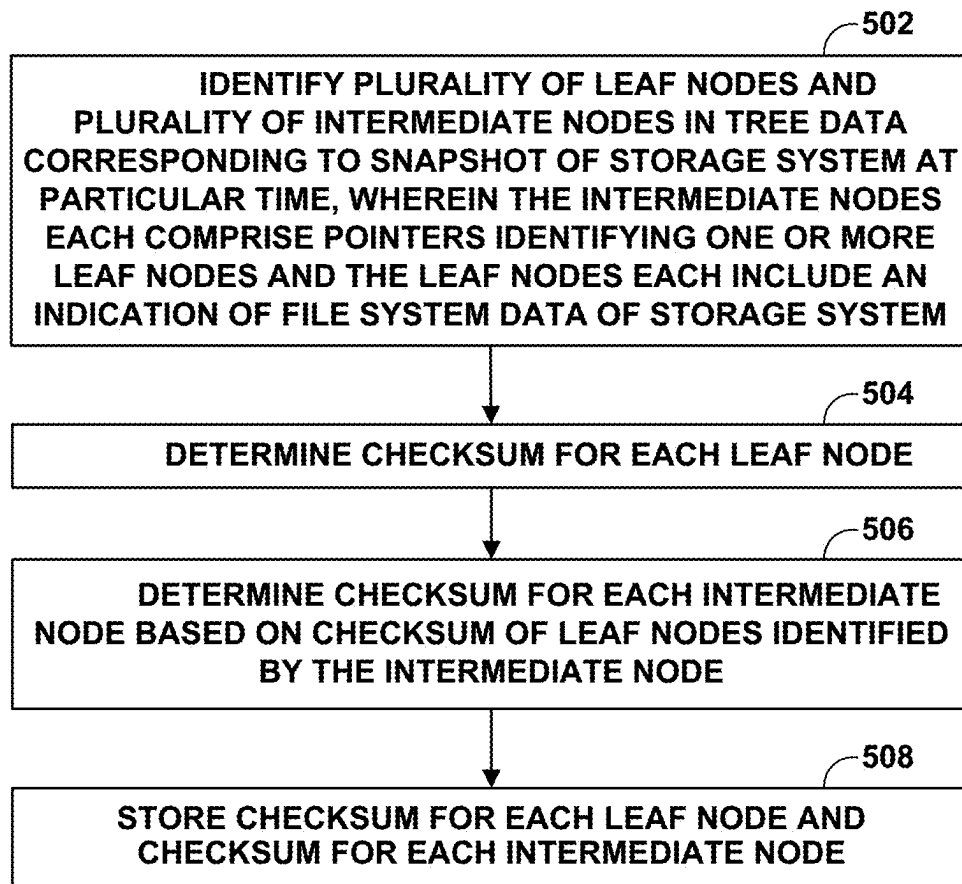 502
IDENTIFY PLURALITY OF LEAF NODES AND
PLURALITY OF INTERMEDIATE NODES IN TREE DATA
CORRESPONDING TO SNAPSHOT OF STORAGE SYSTEM AT
PARTICULAR TIME, WHEREIN THE INTERMEDIATE NODES
EACH COMPRISE POINTERS IDENTIFYING ONE OR MORE
LEAF NODES AND THE LEAF NODES EACH INCLUDE AN
INDICATION OF FILE SYSTEM DATA OF STORAGE SYSTEM
504
DETERMINE CHECKSUM FOR EACH LEAF NODE
506
DETERMINE CHECKSUM FOR EACH INTERMEDIATE
NODE BASED ON CHECKSUM OF LEAF NODES IDENTIFIED
BY THE INTERMEDIATE NODE
508
STORE CHECKSUM FOR EACH LEAF NODE AND
CHECKSUM FOR EACH INTERMEDIATE NODE